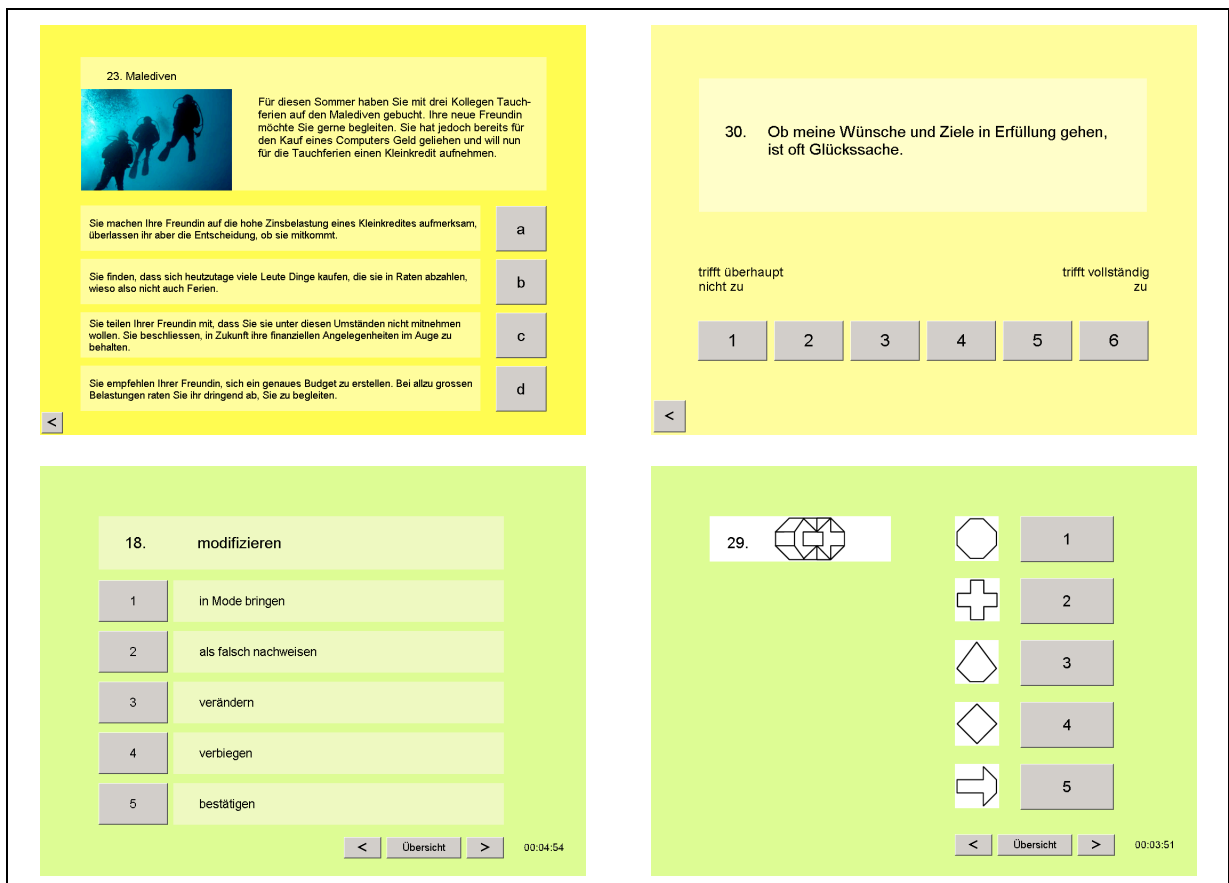 23. Malediven
Für diesen Sommer haben Sie mit drei Kollegen Tauch-
ferien auf den Malediven gebucht. Ihre neue Freundin
möchte Sie gerne begleiten. Sie hat jedoch bereits für
den Kauf eines Computers Geld geliehen und will nun
für die Tauchferien einen Kleinkredit aufnehmen.
Sie machen Ihre Freundin auf die hohe Zinsbelastung eines Kleinkredites aufmerksam,
überlassen ihr aber die Entscheidung, ob sie mitkommt.
a
Sie finden, dass sich heutzutage viele Leute Dinge kaufen, die sie in Raten abzahlen,
wieso also nicht auch Ferien.
b
Sie teilen Ihrer Freundin mit, dass Sie sie unter diesen Umständen nicht mitnehmen
wollen. Sie beschliessen, in Zukunft ihre finanziellen Angelegenheiten im Auge zu
behalten.
c
Sie empfehlen Ihrer Freundin, sich ein genaues Budget zu erstellen. Bei allzu grossen
Belastungen raten Sie ihr dringend ab, Sie zu begleiten.
d
<
30. Ob meine Wünsche und Ziele in Erfüllung gehen,
ist oft Glückssache.
trifft überhaupt
nicht zu
trifft vollständig
zu
1 2 3 4 5 6
<
18. modifizieren
1 in Mode bringen
2 als falsch nachweisen
3 verändern
4 verbiegen
5 bestätigen
< Übersicht > 00:04:54
29.
1
2
3
4
5
< Übersicht > 00:03:51